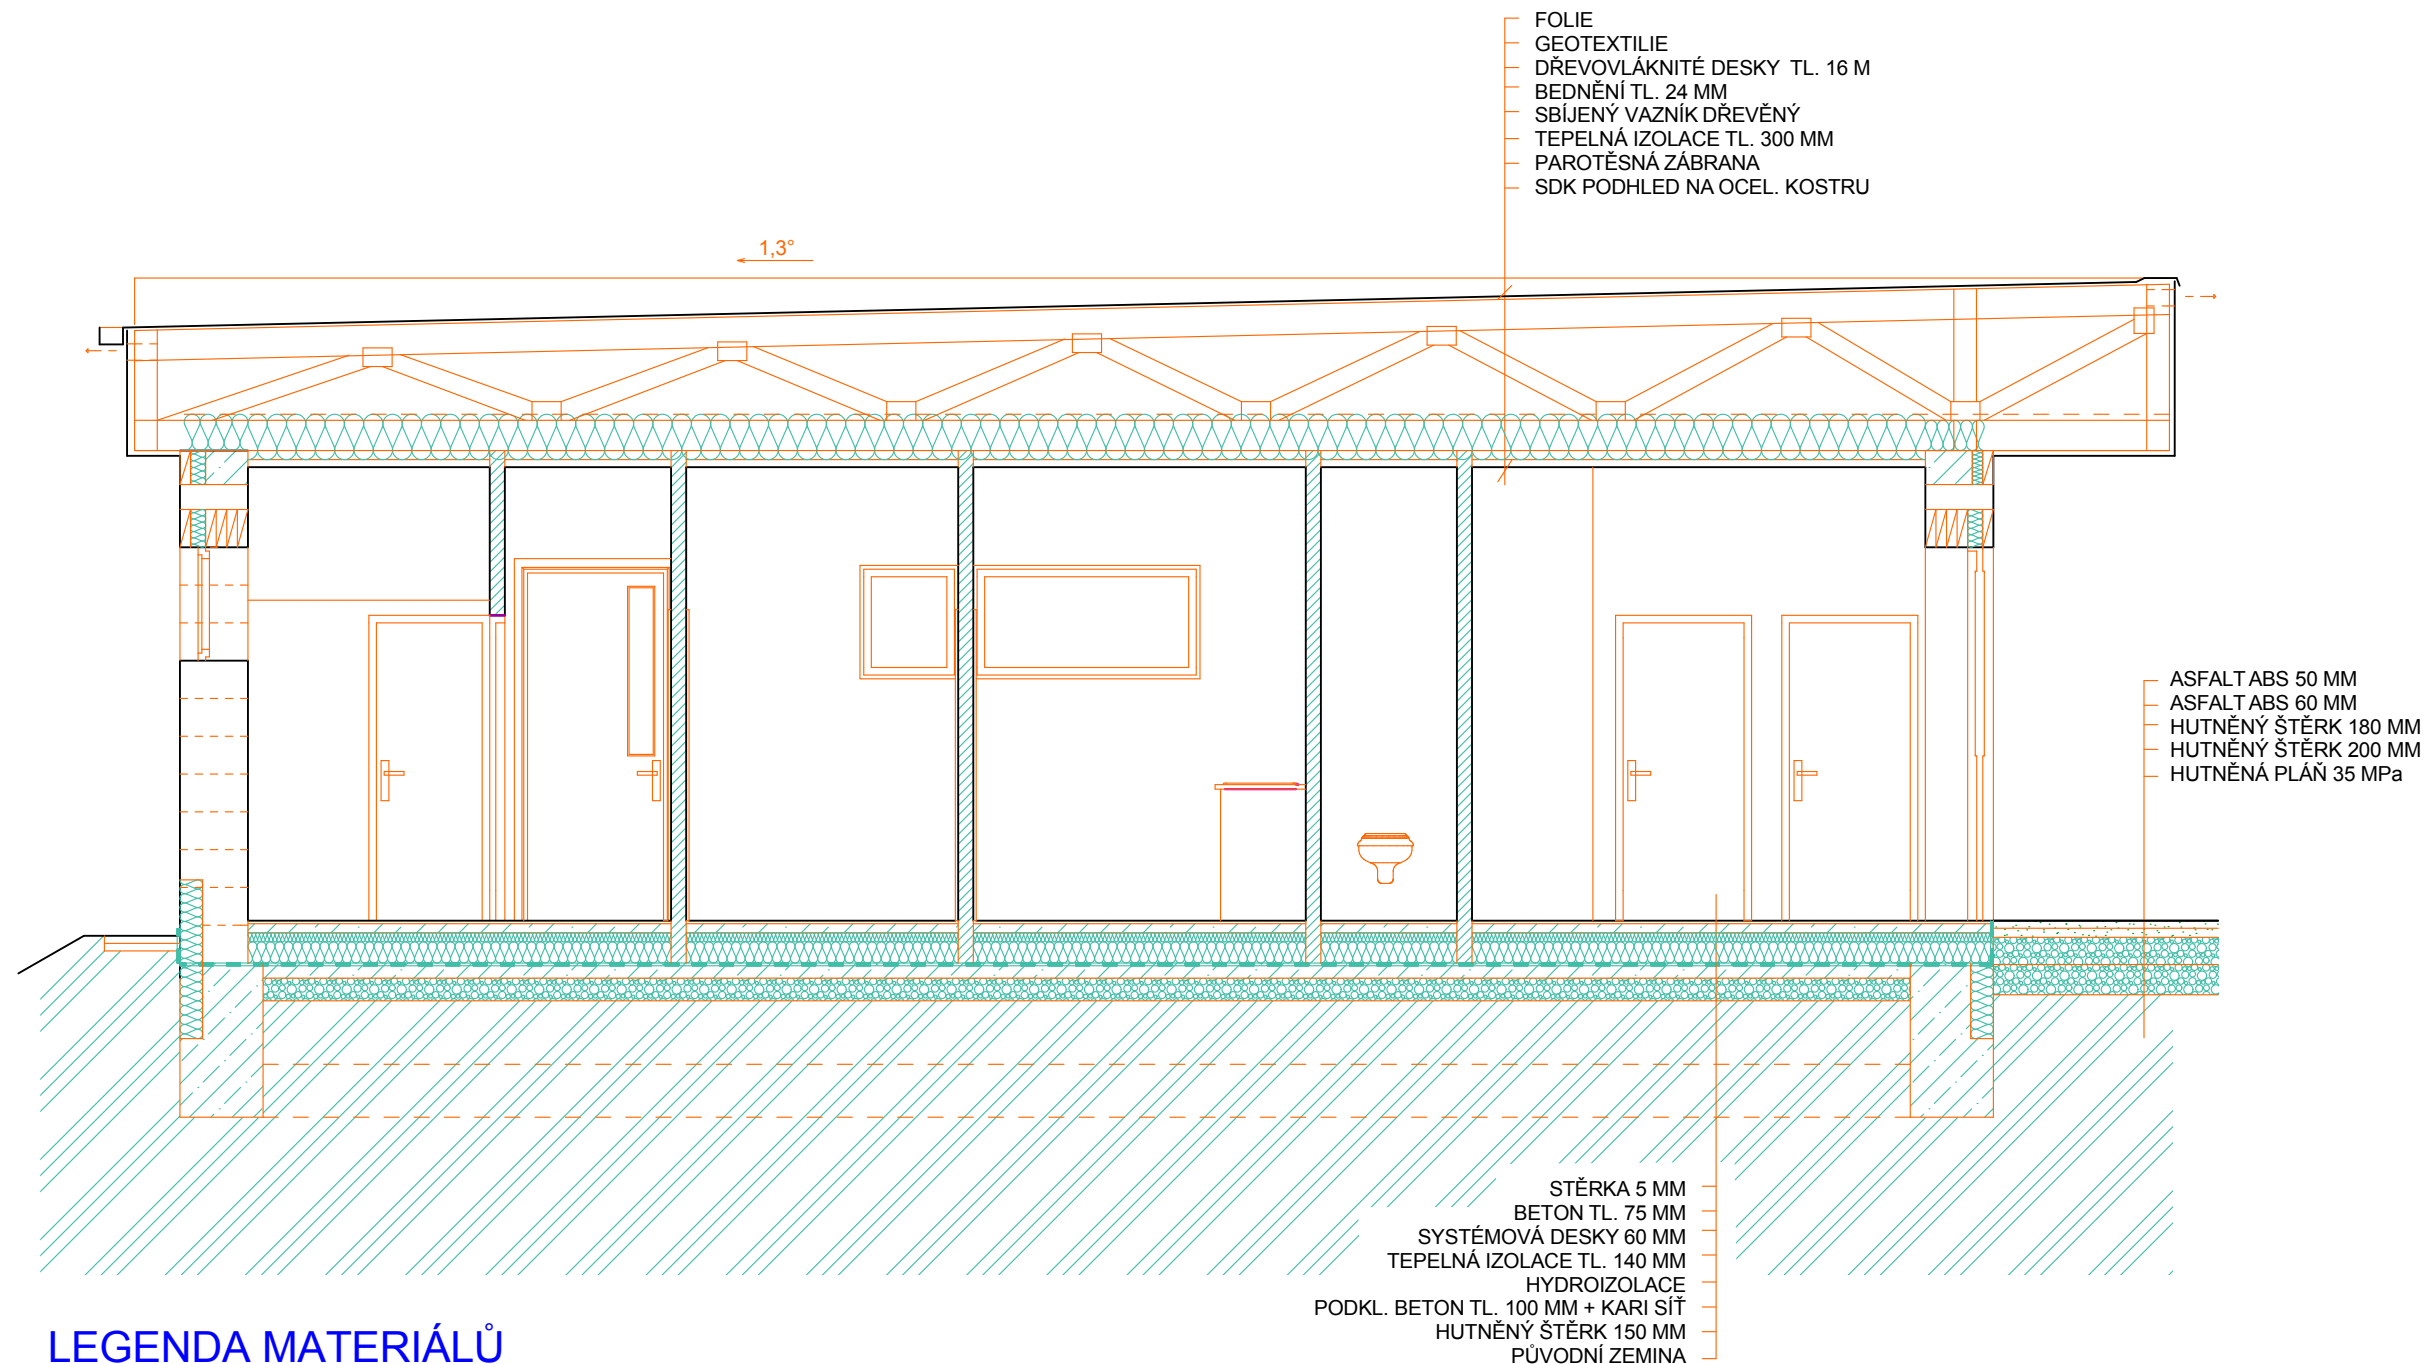 FOLIE
GEOTEXTILIE
DŘEVOVLÁKNITÉ DESKY TL. 16 M
BEDNĚNÍ TL. 24 MM
SBÍJENÝ VAZNÍK DŘEVĚNÝ
TEPELNÁ IZOLACE TL. 300 MM
PAROTĚSNÁ ZÁBRANA
SDK PODHLED NA OCEL. KOSTRU
1,3°
ASFALT ABS 50 MM
ASFALT ABS 60 MM
HUTNĚNÝ ŠTĚRK 180 MM
HUTNĚNÝ ŠTĚRK 200 MM
HUTNĚNÁ PLÁŇ 35 MPa
STĚRKA 5 MM
BETON TL. 75 MM
SYSTÉMOVÁ DESKY 60 MM
TEPELNÁ IZOLACE TL. 140 MM
HYDROIZOLACE
PODKL. BETON TL. 100 MM + KARI SÍŤ
HUTNĚNÝ ŠTĚRK 150 MM
PŮVODNÍ ZEMINA
LEGENDA MATERIÁLŮ